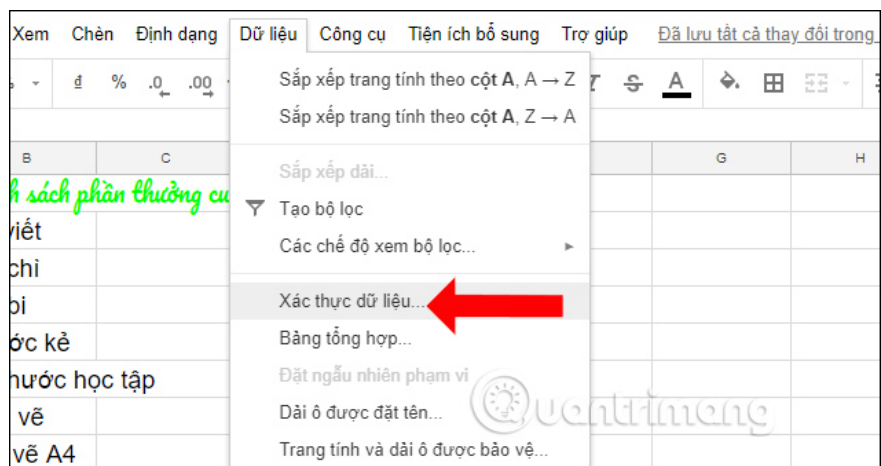 Xem Chèn Định dạng Dữ liệu Công cụ Tiện ích bổ sung Trợ giúp Đã lưu tất cả thay đổi trong
₫ % .0 .00 A
Sắp xếp trang tính theo cột A, A → Z
Sắp xếp trang tính theo cột A, Z → A
Sắp xếp dải...
Tạo bộ lọc
Các chế độ xem bộ lọc...
Xác thực dữ liệu...
Bảng tổng hợp...
Đặt ngẫu nhiên phạm vi
Dải ô được đặt tên...
Trang tính và dải ô được bảo vệ...
B C G H
sách phần thưởng
viết
chì
bi
kẻ
học tập
vẽ
vẽ A4
Quantrimang